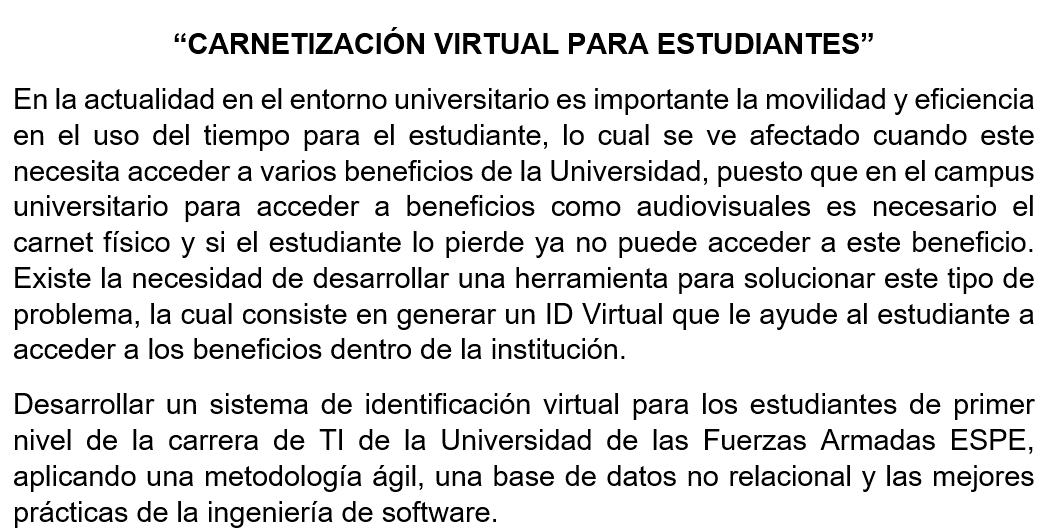 “CARNETIZACIÓN VIRTUAL PARA ESTUDIANTES”
En la actualidad en el entorno universitario es importante la movilidad y eficiencia
en el uso del tiempo para el estudiante, lo cual se ve afectado cuando este
necesita acceder a varios beneficios de la Universidad, puesto que en el campus
universitario para acceder a beneficios como audiovisuales es necesario el
carnet físico y si el estudiante lo pierde ya no puede acceder a este beneficio.
Existe la necesidad de desarrollar una herramienta para solucionar este tipo de
problema, la cual consiste en generar un ID Virtual que le ayude al estudiante a
acceder a los beneficios dentro de la institución.
Desarrollar un sistema de identificación virtual para los estudiantes de primer
nivel de la carrera de TI de la Universidad de las Fuerzas Armadas ESPE,
aplicando una metodología ágil, una base de datos no relacional y las mejores
prácticas de la ingeniería de software.